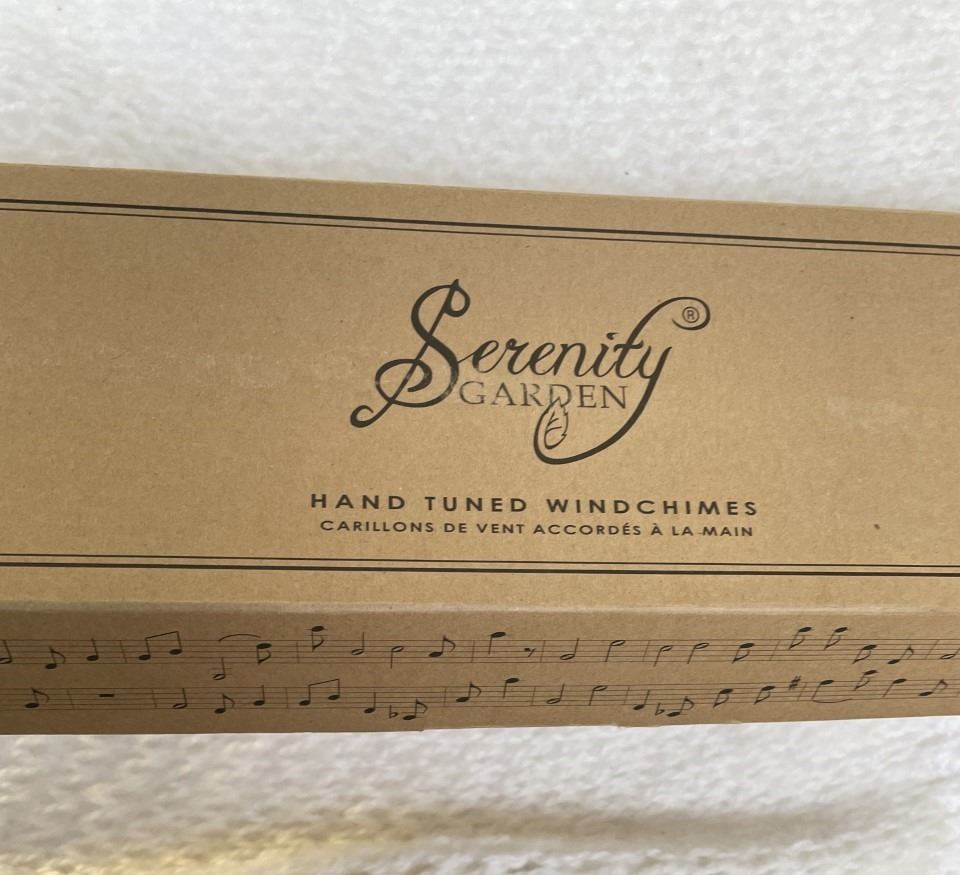 Serenity®
GARDEN
HAND TUNED WINDCHIMES
CARILLONS DE VENT ACCORDÉS À LA MAIN